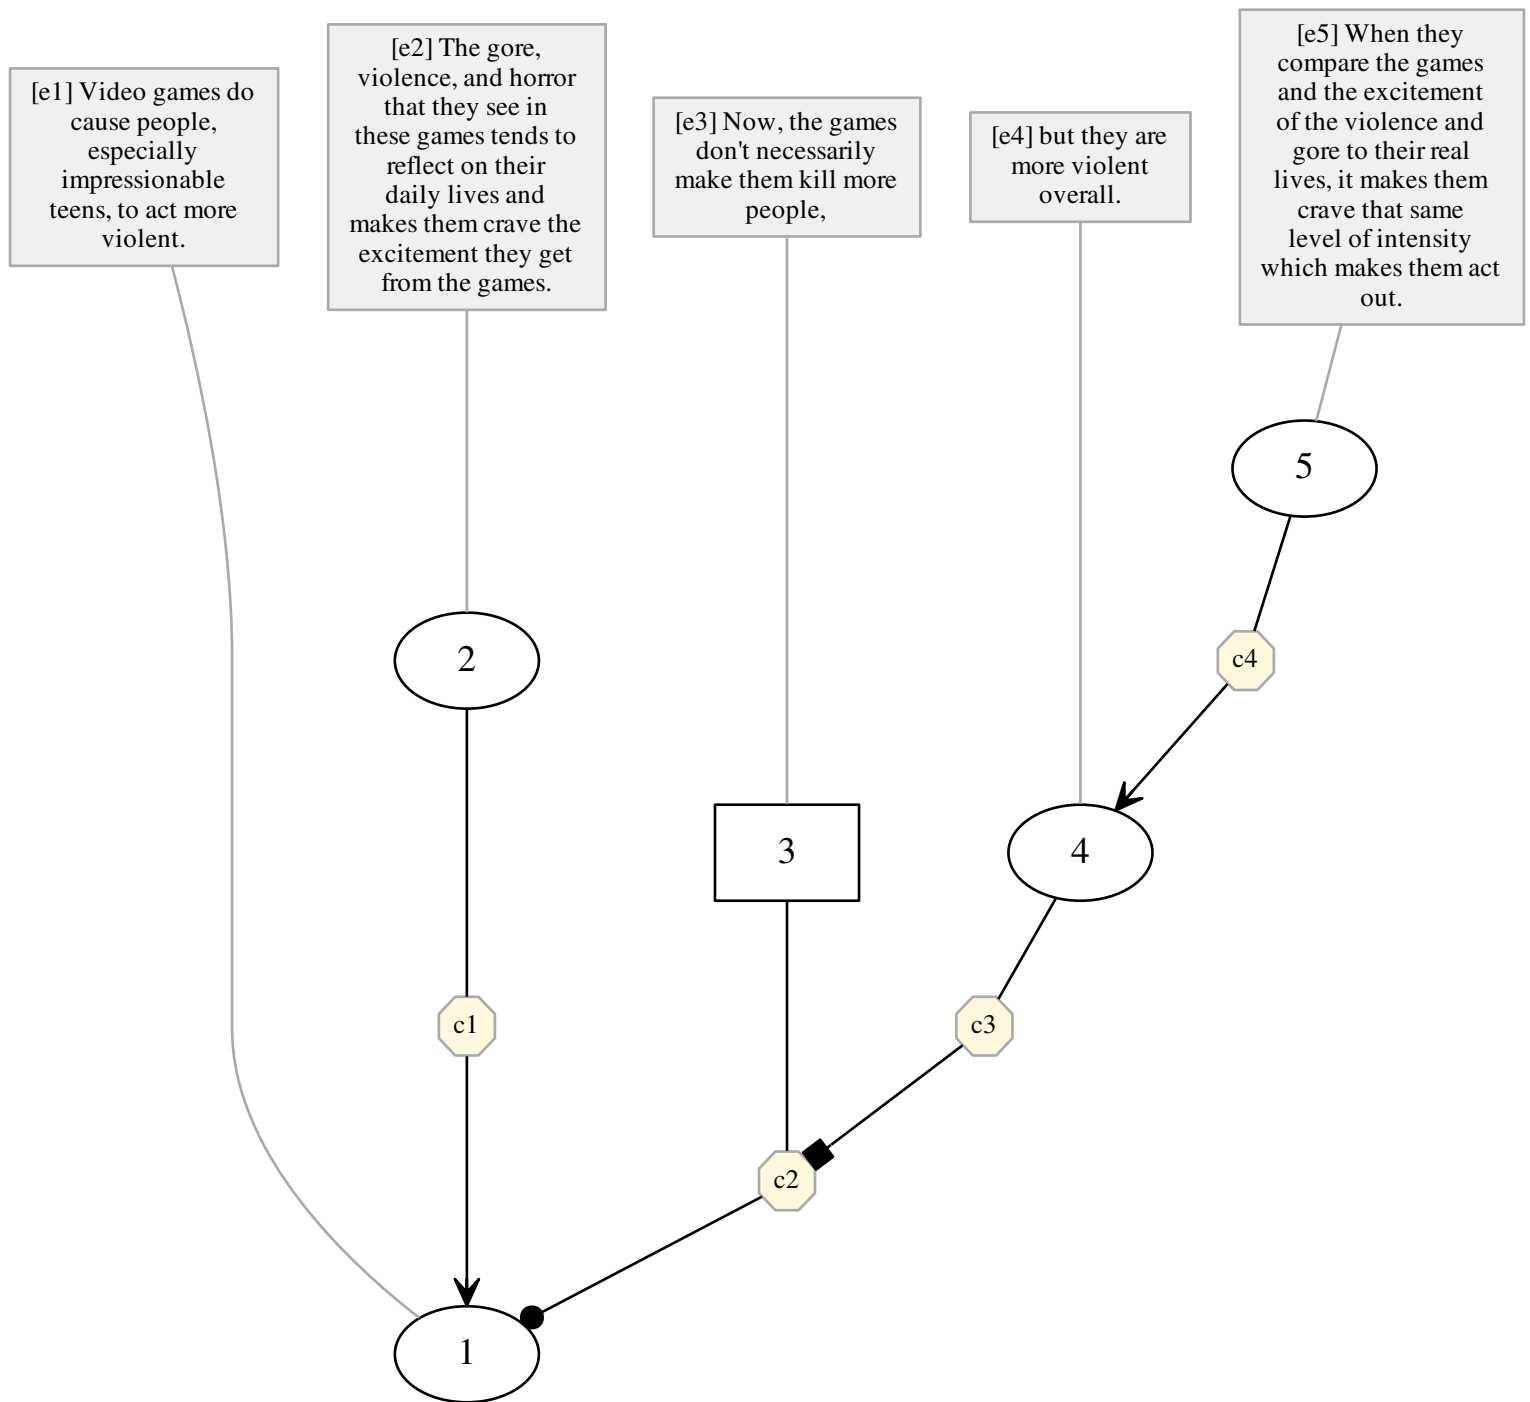 [e1] Video games do
cause people,
especially
impressionable
teens, to act more
violent.
[e2] The gore,
violence, and horror
that they see in
these games tends to
reflect on their
daily lives and
makes them crave the
excitement they get
from the games.
[e3] Now, the games
don't necessarily
make them kill more
people,
[e4] but they are
more violent
overall.
[e5] When they
compare the games
and the excitement
of the violence and
gore to their real
lives, it makes them
crave that same
level of intensity
which makes them act
out.
5
2
c4
3
4
c1
c3
c2
1